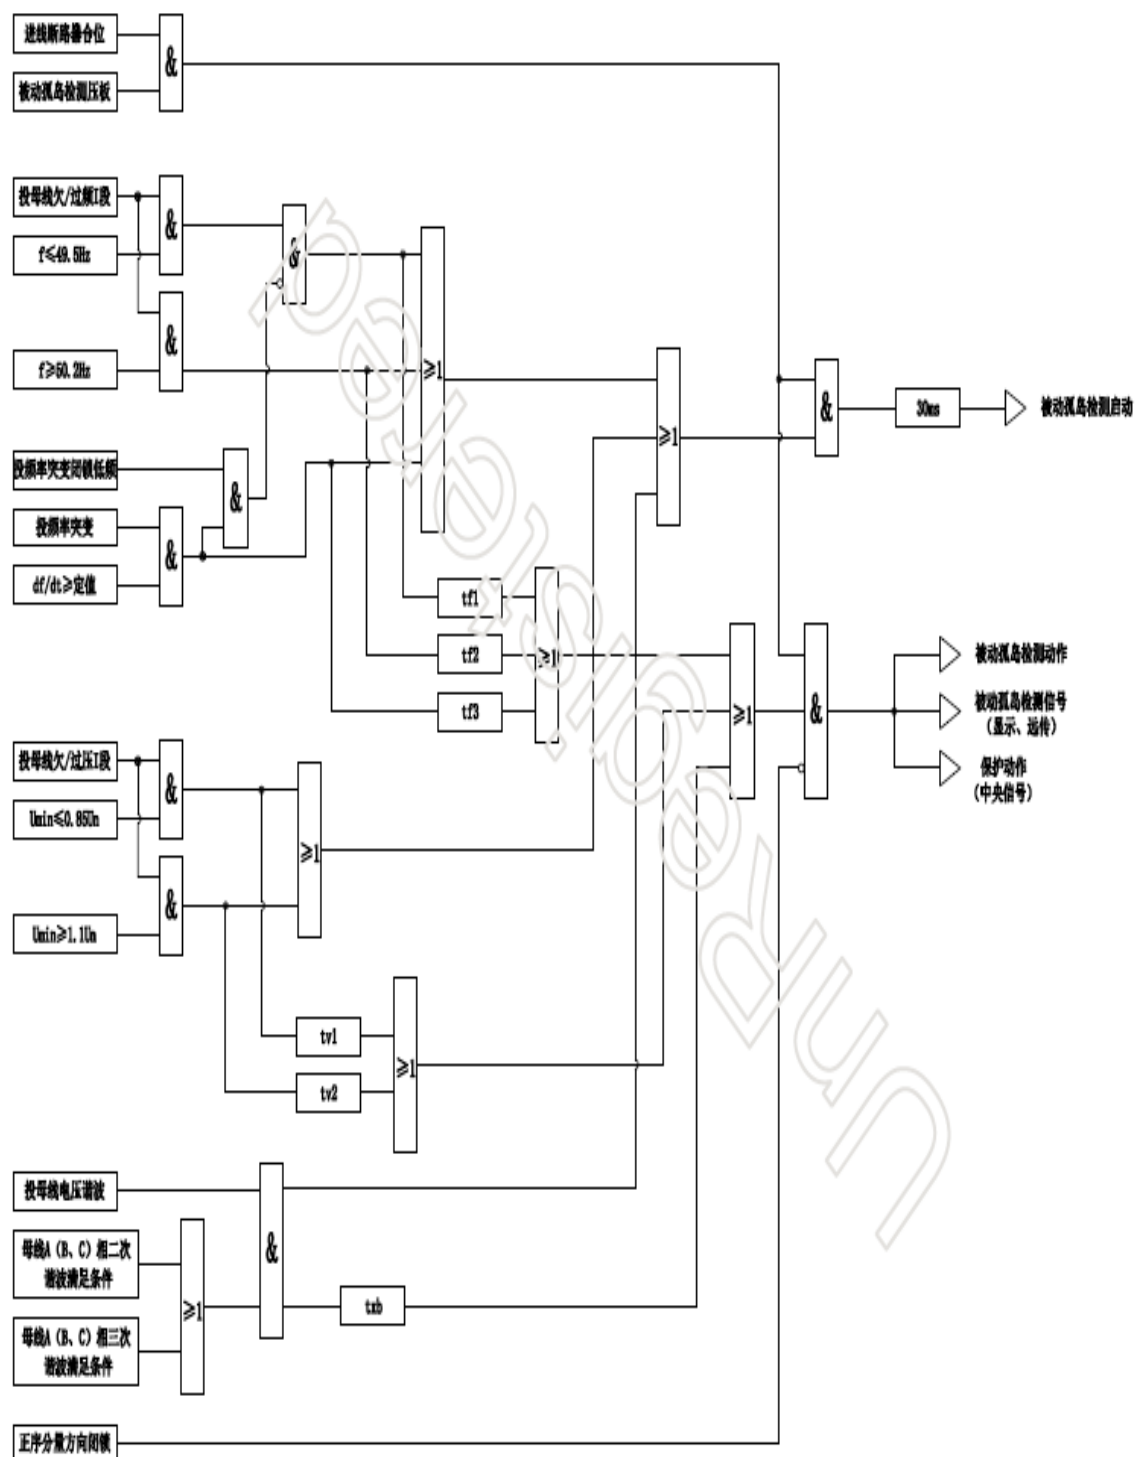 进线断路器合位
&
被动孤岛检测压板
投母线欠/过频I段
&
f≤49.5Hz
&
&
f≥50.2Hz
≥1
≥1
&
30ms
被动孤岛检测启动
投频率突变闭锁低频
&
投频率突变
&
df/dt≥定值
tf1
tf2
≥1
tf3
≥1
&
被动孤岛检测动作
被动孤岛检测信号
(显示、远传)
保护动作
(中央信号)
投母线欠/过压I段
&
Umin≤0.85Un
≥1
&
Umin≥1.1Un
tv1
≥1
tv2
投母线电压谐波
&
母线A(B、C)相二次
谐波满足条件
≥1
txb
母线A(B、C)相三次
谐波满足条件
正序分量方向闭锁
UnRegistered